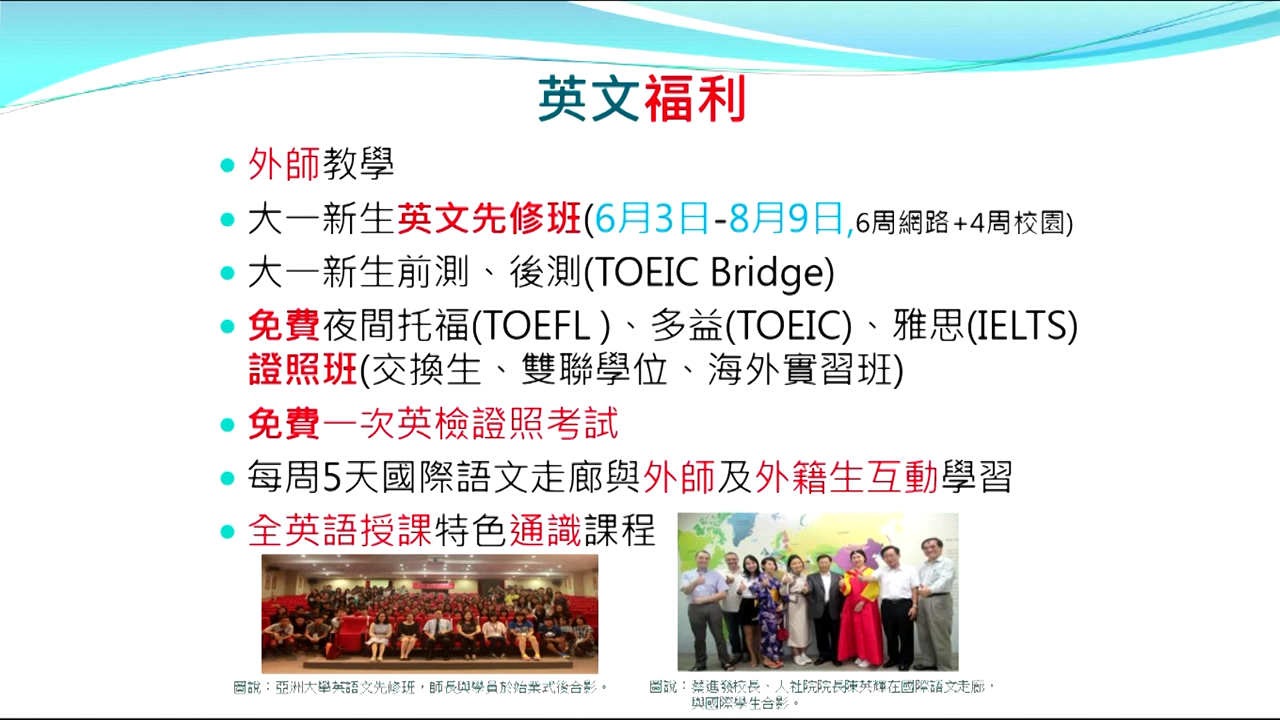 英文福利
外師教學
大一新生英文先修班(6月3日-8月9日,6周網路+4周校園)
大一新生前測、後測(TOEIC Bridge)
免費夜間托福(TOEFL )、多益(TOEIC)、雅思(IELTS)
證照班(交換生、雙聯學位、海外實習班)
免費一次英檢證照考試
每周5天國際語文走廊與外師及外籍生互動學習
全英語授課特色通識課程
圖說：亞洲大學英語文先修班，師長與學員於始業式後合影。
圖說：蔡進發校長、人社院院長陳英輝在國際語文走廊，
與國際學生合影。